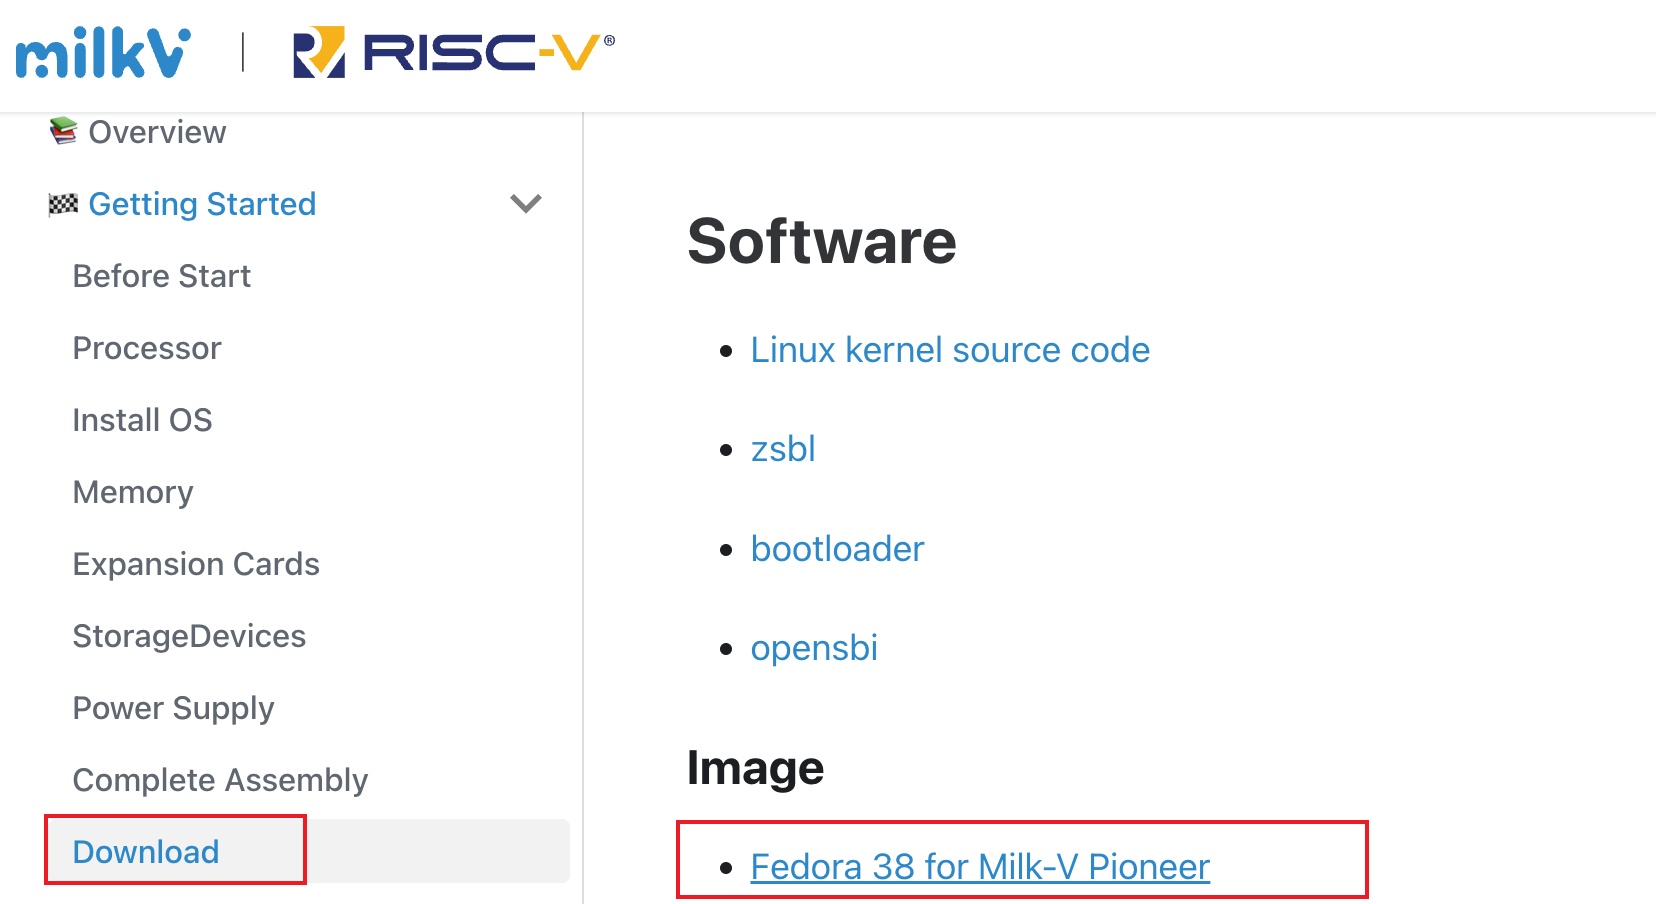 milkV | RISC-V®
Overview
Getting Started
Before Start
Processor
Install OS
Memory
Expansion Cards
StorageDevices
Power Supply
Complete Assembly
Download
Software
Linux kernel source code
zsbl
bootloader
opensbi
Image
Fedora 38 for Milk-V Pioneer